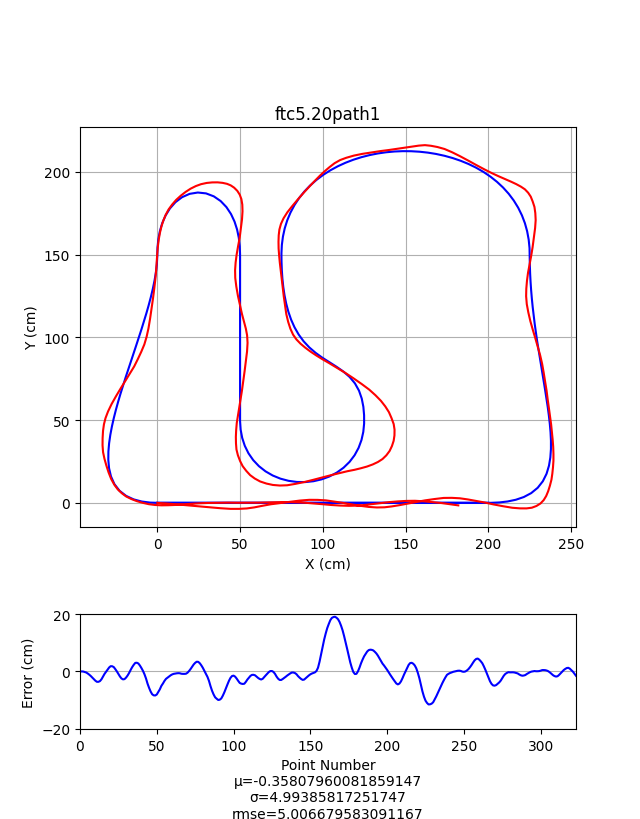 ftc5.20path1
200
150
100
50
0
Y (cm)
0 50 100 150 200 250
X (cm)
20
0
−20
Error (cm)
0 50 100 150 200 250 300
Point Number
μ=-0.35807960081859147
σ=4.99385817251747
rmse=5.006679583091167